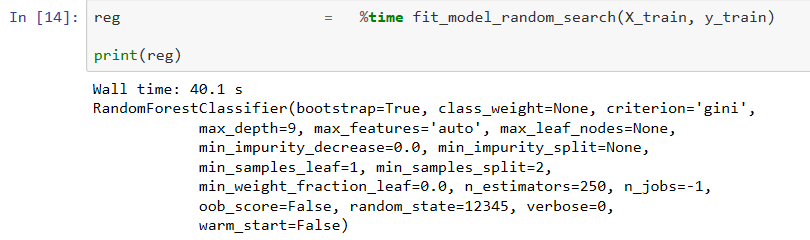 In [14]: reg = %time fit_model_random_search(X_train, y_train)
print(reg)
Wall time: 40.1 s
RandomForestClassifier(bootstrap=True, class_weight=None, criterion='gini',
max_depth=9, max_features='auto', max_leaf_nodes=None,
min_impurity_decrease=0.0, min_impurity_split=None,
min_samples_leaf=1, min_samples_split=2,
min_weight_fraction_leaf=0.0, n_estimators=250, n_jobs=-1,
oob_score=False, random_state=12345, verbose=0,
warm_start=False)